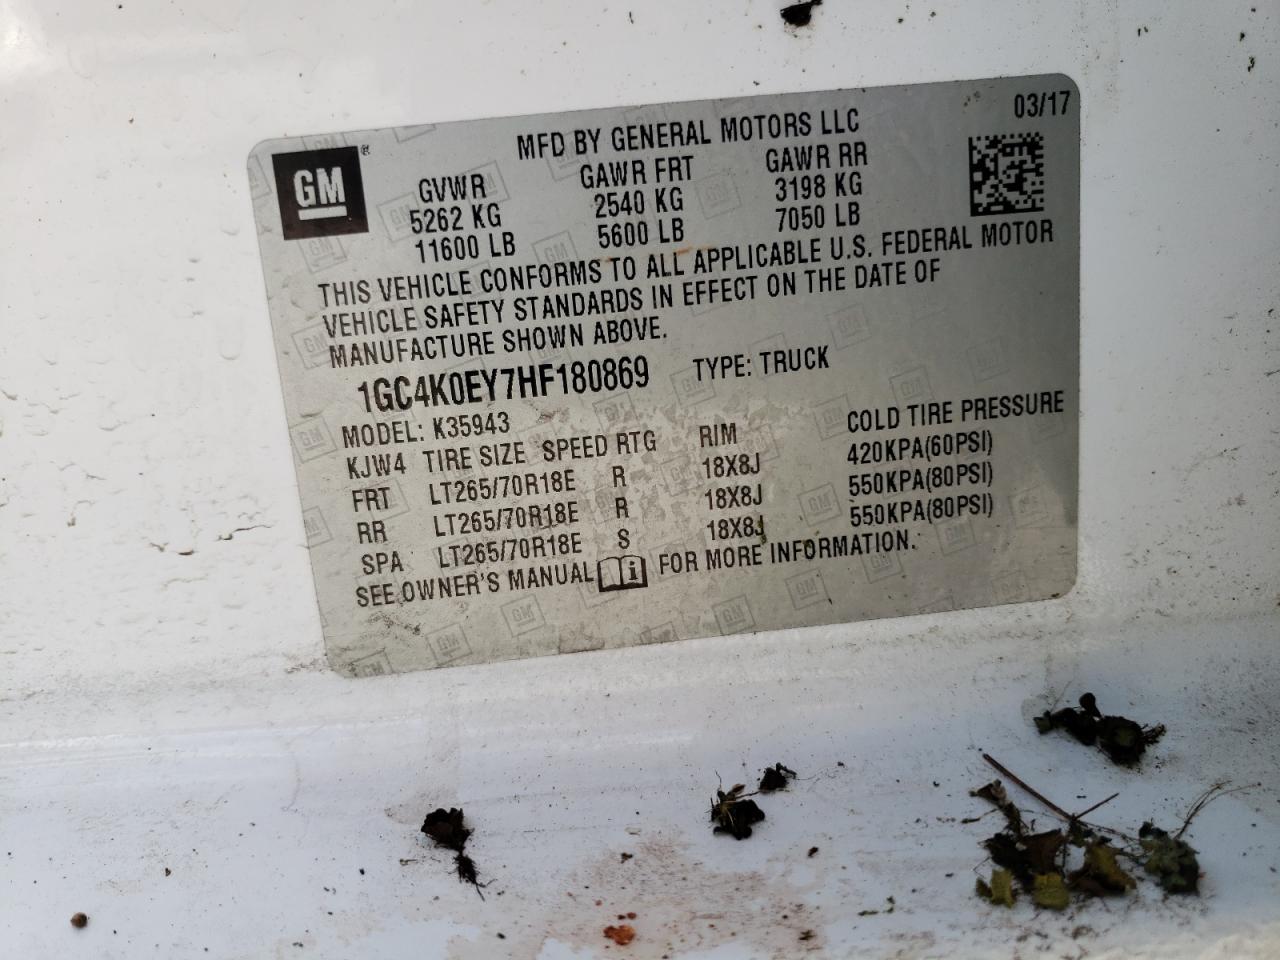 03/17
MFD BY GENERAL MOTORS LLC
GM®
GVWR GAWR FRT GAWR RR
5262 KG 2540 KG 3198 KG
11600 LB 5600 LB 7050 LB
THIS VEHICLE CONFORMS TO ALL APPLICABLE U.S. FEDERAL MOTOR
VEHICLE SAFETY STANDARDS IN EFFECT ON THE DATE OF
MANUFACTURE SHOWN ABOVE.
1GC4K0EY7HF180869 TYPE: TRUCK
MODEL: K35943
KJW4 TIRE SIZE SPEED RTG RIM COLD TIRE PRESSURE
FRT LT265/70R18E R 18X8J 420KPA(60PSI)
RR LT265/70R18E R 18X8J 550KPA(80PSI)
SPA LT265/70R18E S 18X8J 550KPA(80PSI)
SEE OWNER'S MANUAL i FOR MORE INFORMATION.